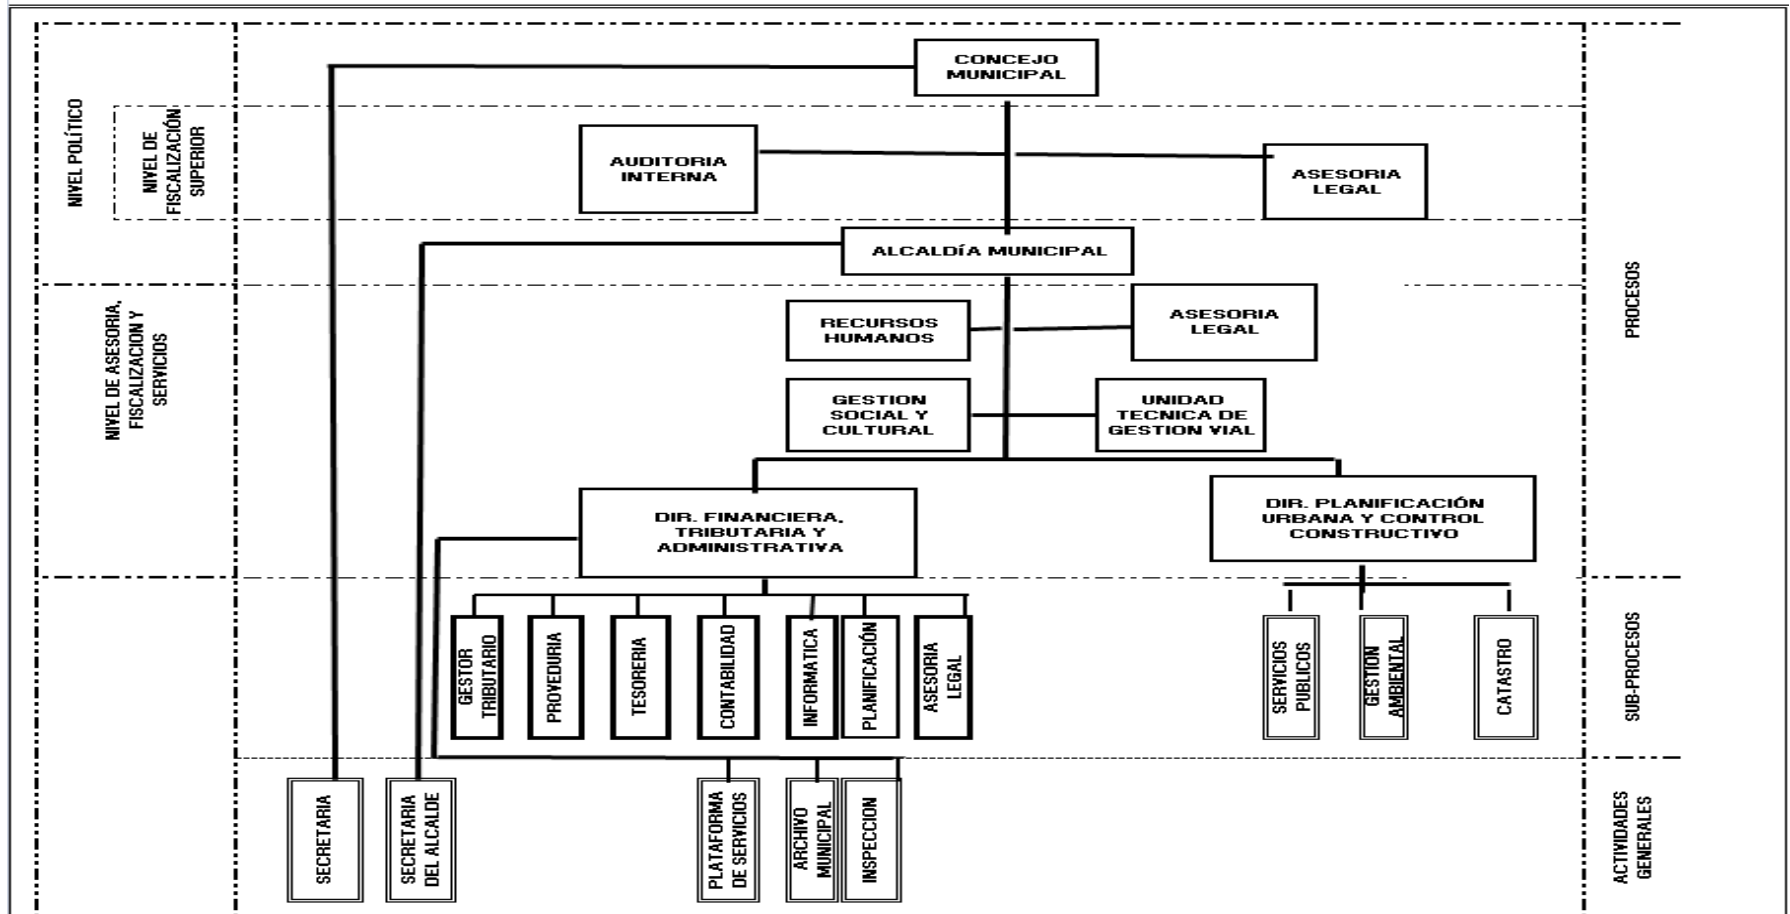 CONCEJO
MUNICIPAL
NIVEL POLÍTICO
NIVEL DE
FISCALIZACIÓN
SUPERIOR
AUDITORIA
INTERNA
ASESORIA
LEGAL
ALCALDíA MUNICIPAL
PROCESOS
NIVEL DE ASESORIA,
FISCALIZACION Y
SERVICIOS
RECURSOS
HUMANOS
ASESORIA
LEGAL
GESTION
SOCIAL Y
CULTURAL
UNIDAD
TECNICA DE
GESTION VIAL
DIR. FINANCIERA,
TRIBUTARIA Y
ADMINISTRATIVA
DIR. PLANIFICACIÓN
URBANA Y CONTROL
CONSTRUCTIVO
GESTOR
TRIBUTARIO
PROVEDURIA
TESORERIA
CONTABILIDAD
INFORMATICA
PLANIFICACIÓN
ASESORIA
LEGAL
SERVICIOS
PUBLICOS
GESTION
AMBIENTAL
CATASTRO
SUB-PROCESOS
SECRETARIA
SECRETARIA
DEL ALCALDE
PLATAFORMA
DE SERVICIOS
ARCHIVO
MUNICIPAL
INSPECCION
ACTIVIDADES
GENERALES